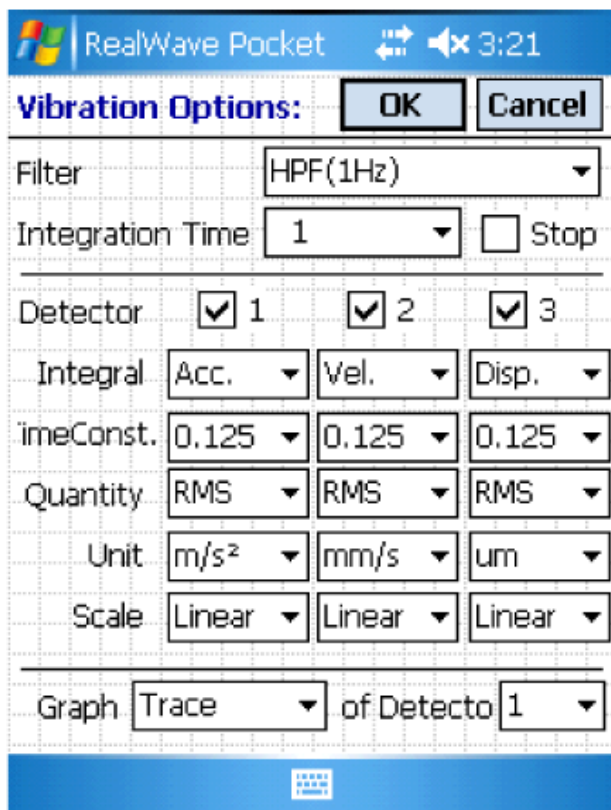 RealWave Pocket 3:21
Vibration Options: OK Cancel
Filter HPF(1Hz)
Integration Time 1 Stop
Detector 1 2 3
Integral Acc. Vel. Disp.
imeConst. 0.125 0.125 0.125
Quantity RMS RMS RMS
Unit m/s² mm/s um
Scale Linear Linear Linear
Graph Trace of Detecto 1